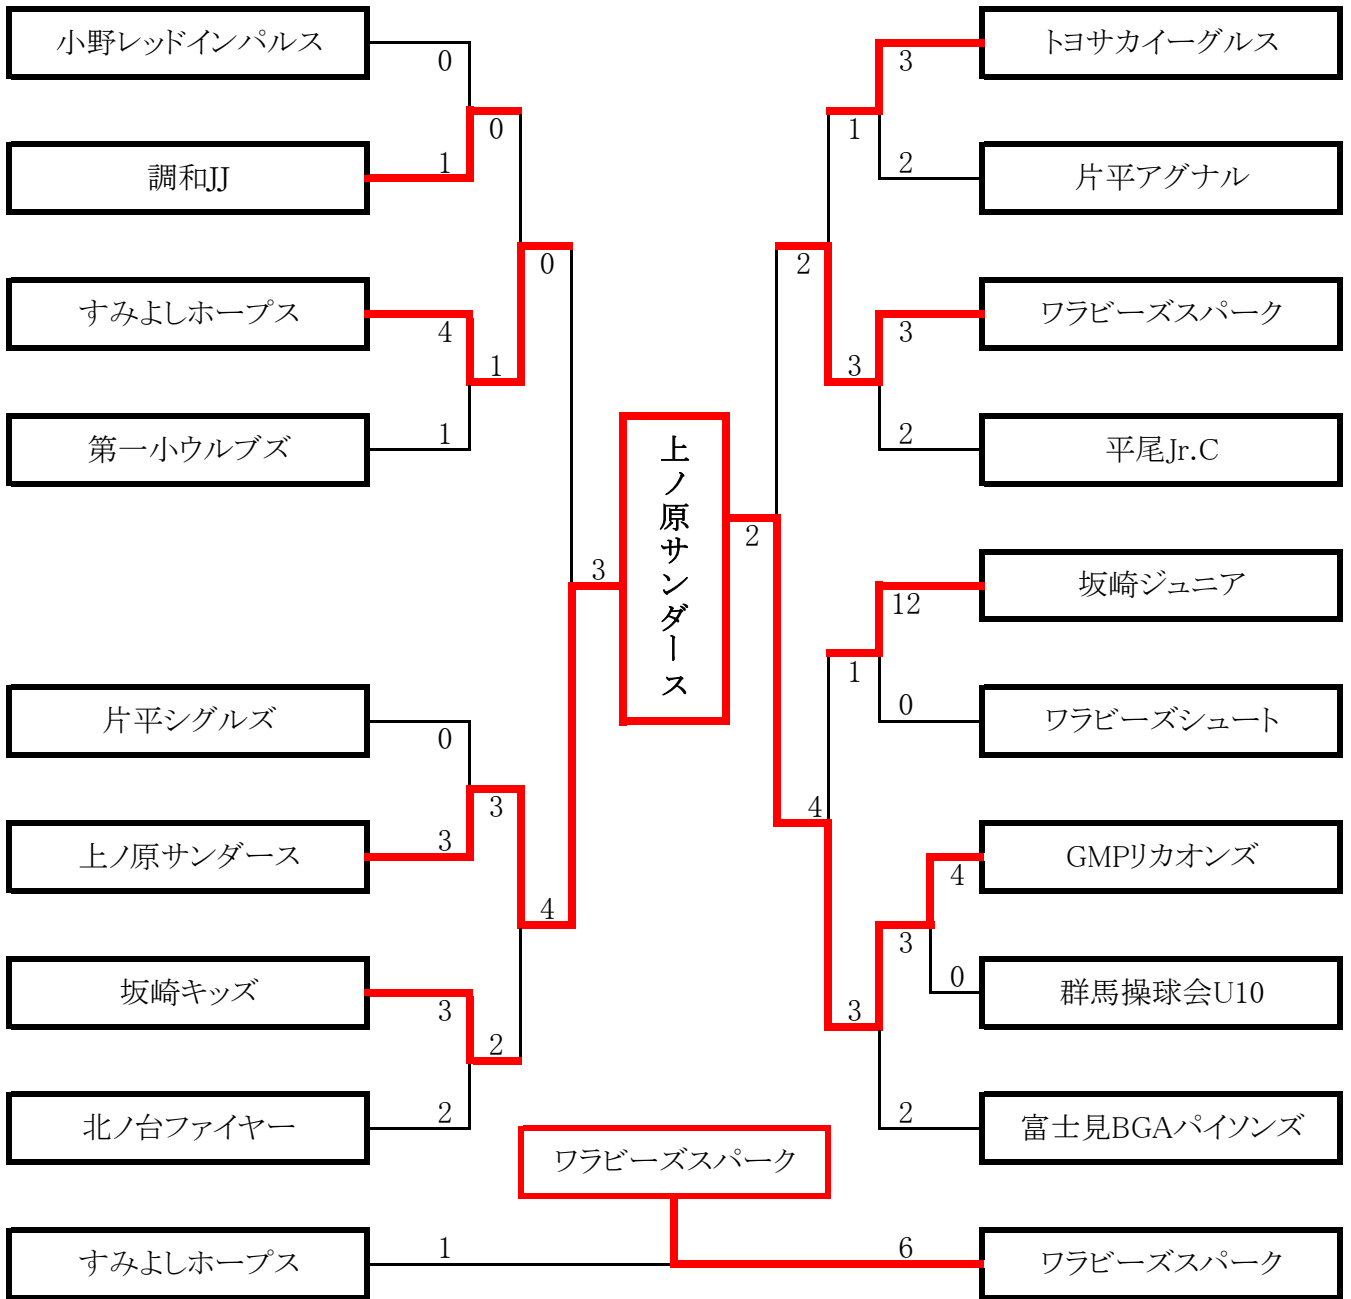 小野レッドインパルス
0
0
調和JJ
1
すみよしホープス
4
0
1
第一小ウルブズ
1
上ノ原サンダース
3
2
片平シグルズ
0
3
上ノ原サンダース
3
4
坂崎キッズ
3
2
北ノ台ファイヤー
2
トヨサカイーグルス
3
1
片平アグナル
2
2
ワラビーズスパーク
3
3
平尾Jr.C
2
坂崎ジュニア
12
1
ワラビーズシュート
0
4
GMPリカオンズ
4
3
群馬操球会U10
0
3
富士見BGAパイソンズ
2
ワラビーズスパーク
すみよしホープス
1
6
ワラビーズスパーク